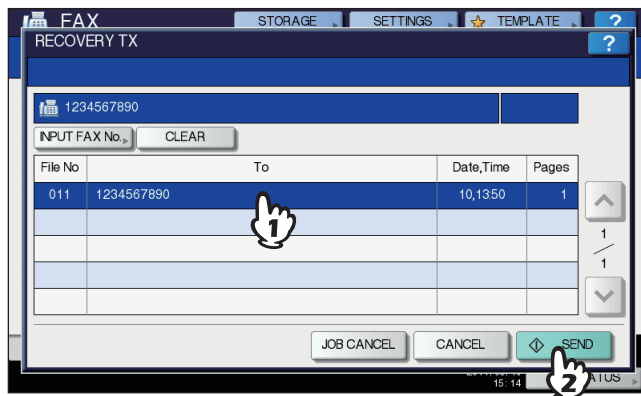 FAX STORAGE SETTINGS TEMPLATE ?
RECOVERY TX ?
1234567890
INPUT FAX No. CLEAR
File No To Date,Time Pages
011 1234567890 10,13:50 1
1
1
1
JOB CANCEL CANCEL SEND
2
15:14